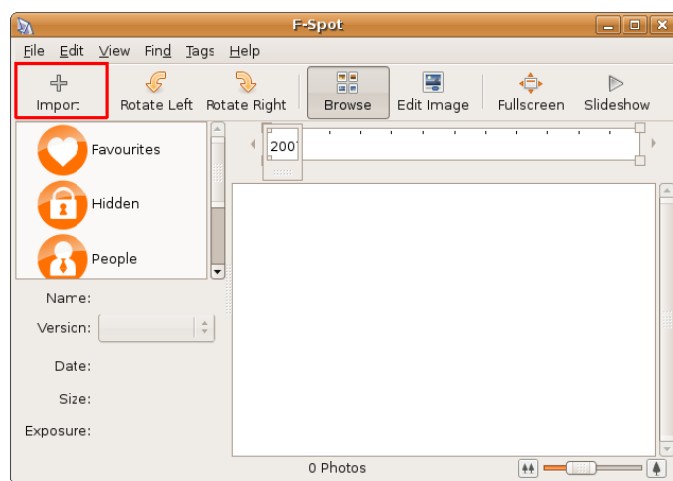 F-Spot
File Edit View Find Tags Help
Import Rotate Left Rotate Right Browse Edit Image Fullscreen Slideshow
Favourites
Hidden
People
200
Name:
Version:
Date:
Size:
Exposure:
0 Photos